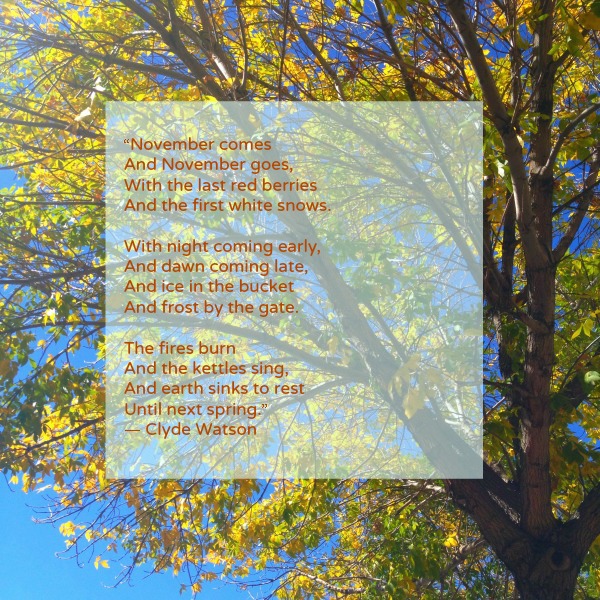 “November comes
And November goes,
With the last red berries
And the first white snows.
With night coming early,
And dawn coming late,
And ice in the bucket
And frost by the gate.
The fires burn
And the kettles sing,
And earth sinks to rest
Until next spring.”
— Clyde Watson